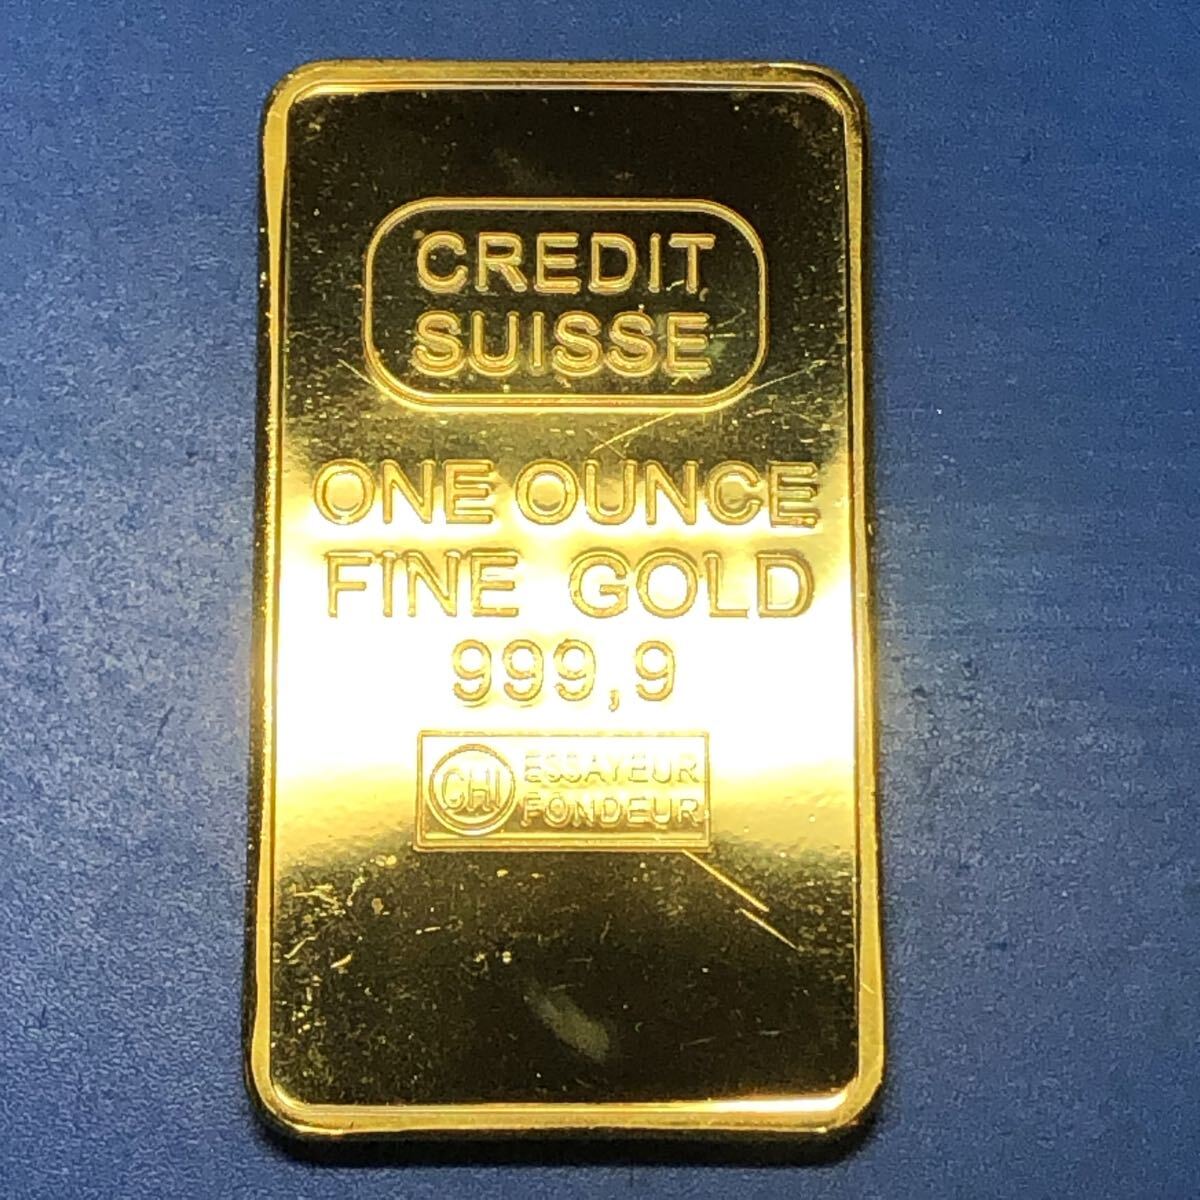 CREDIT
SUISSE
ONE OUNCE
FINE GOLD
999,9
CHI ESSAYEUR
FONDEUR